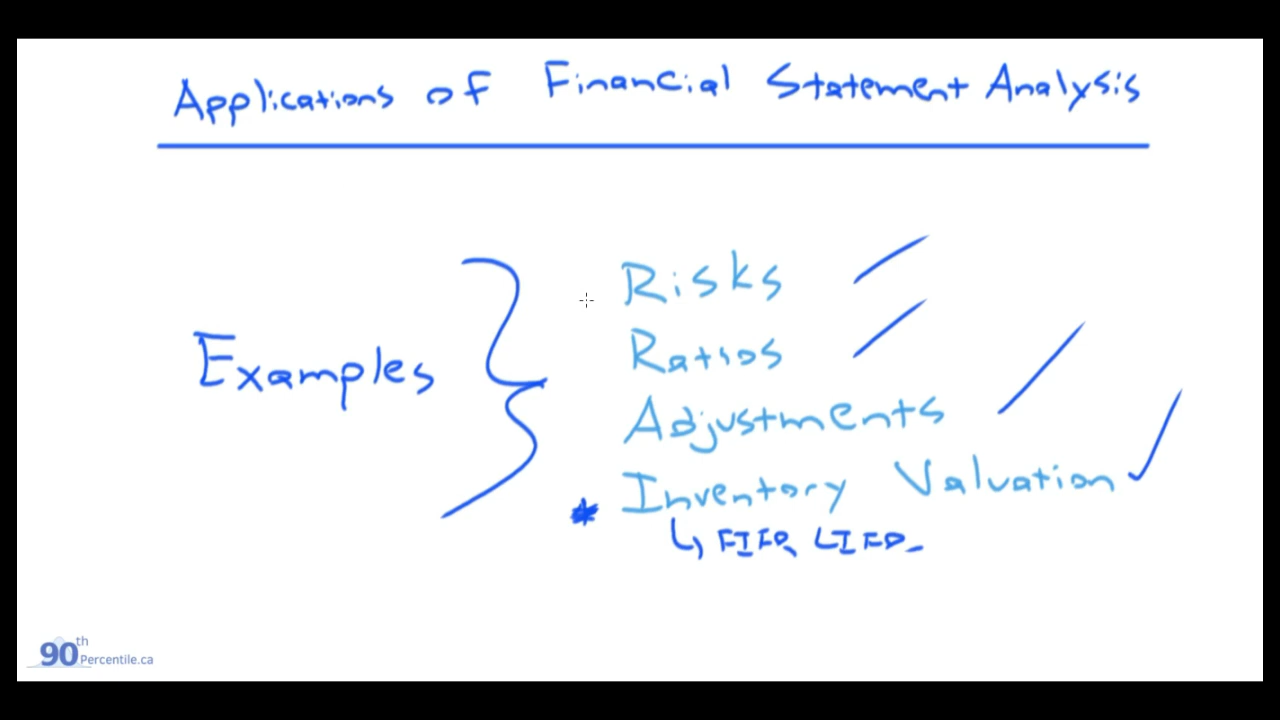 Applications of Financial Statement Analysis
Examples
Risks
Ratios
Adjustments
* Inventory Valuation
↳ FIFO, LIFO
90th Percentile.ca